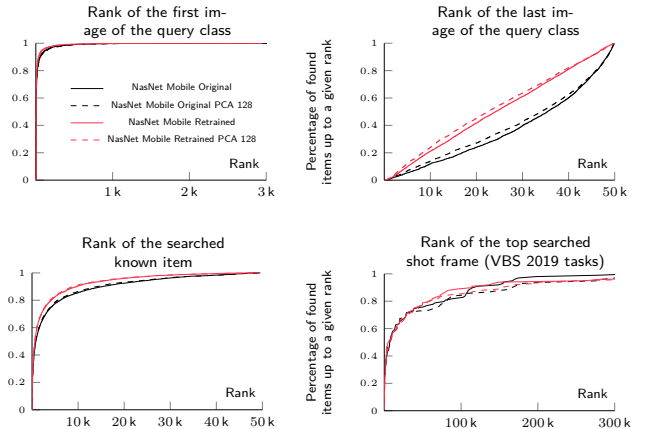 Rank of the first im-
age of the query class
1
0.8
0.6
0.4
0.2
0
NasNet Mobile Original
NasNet Mobile Original PCA 128
NasNet Mobile Retrained
NasNet Mobile Retrained PCA 128
Rank
1 k
2 k
3 k
Rank of the last im-
age of the query class
Percentage of found
items up to a given rank
1
0.8
0.6
0.4
0.2
0
Rank
10 k
20 k
30 k
40 k
50 k
Rank of the searched
known item
1
0.8
0.6
0.4
0.2
0
Rank
10 k
20 k
30 k
40 k
50 k
Rank of the top searched
shot frame (VBS 2019 tasks)
Percentage of found
items up to a given rank
1
0.8
0.6
0.4
0.2
0
Rank
100 k
200 k
300 k